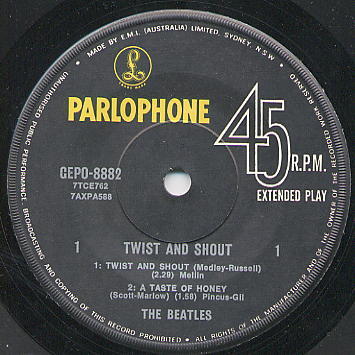 MADE BY E.M.I. (AUSTRALIA) LIMITED, SYDNEY, N.S.W.
ALL RIGHTS OF THE MANUFACTURER AND OF THE OWNER OF THE RECORDED WORK RESERVED
UNAUTHORISED PUBLIC PERFORMANCE, BROADCASTING AND COPYING OF THIS RECORD PROHIBITED
TRADE MARK
PARLOPHONE
45 R.P.M.
EXTENDED PLAY
GEPO-8882
7TCE762
7AXPA588
1 TWIST AND SHOUT 1
1: TWIST AND SHOUT (Medley-Russell)
(2.29) Mellin
2: A TASTE OF HONEY
(Scott-Marlow) (1.58) Pincus-Gil
THE BEATLES